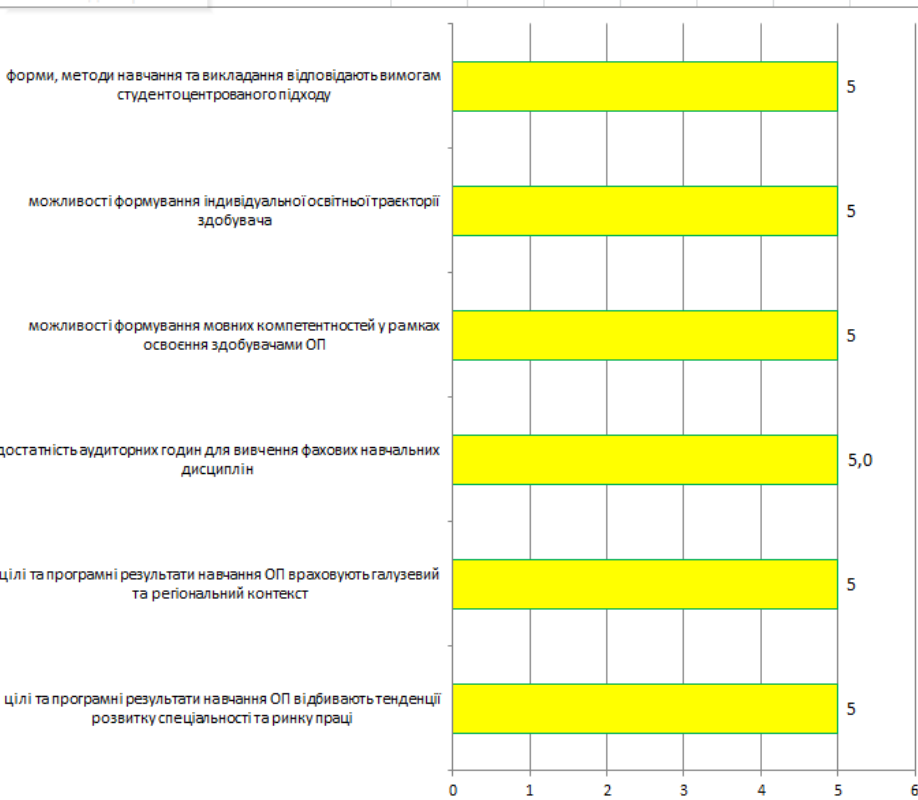 форми, методи навчання та викладання відповідають вимогам
студентоцентрованого підходу
5
можливості формування індивідуальної освітньої траєкторії
здобувача
5
можливості формування мовних компетентностей у рамках
освоєння здобувачами ОП
5
достатність аудиторних годин для вивчення фахових навчальних
дисциплін
5,0
цілі та програмні результати навчання ОП враховують галузевий
та регіональний контекст
5
цілі та програмні результати навчання ОП відбивають тенденції
розвитку спеціальності та ринку праці
5
0 1 2 3 4 5 6